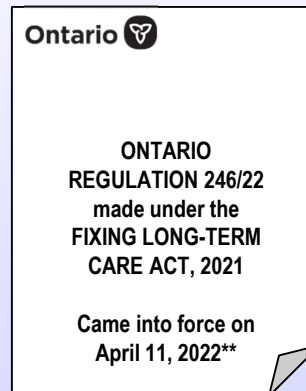 Ontario
ONTARIO
REGULATION 246/22
made under the
FIXING LONG-TERM
CARE ACT, 2021
Came into force on
April 11, 2022**